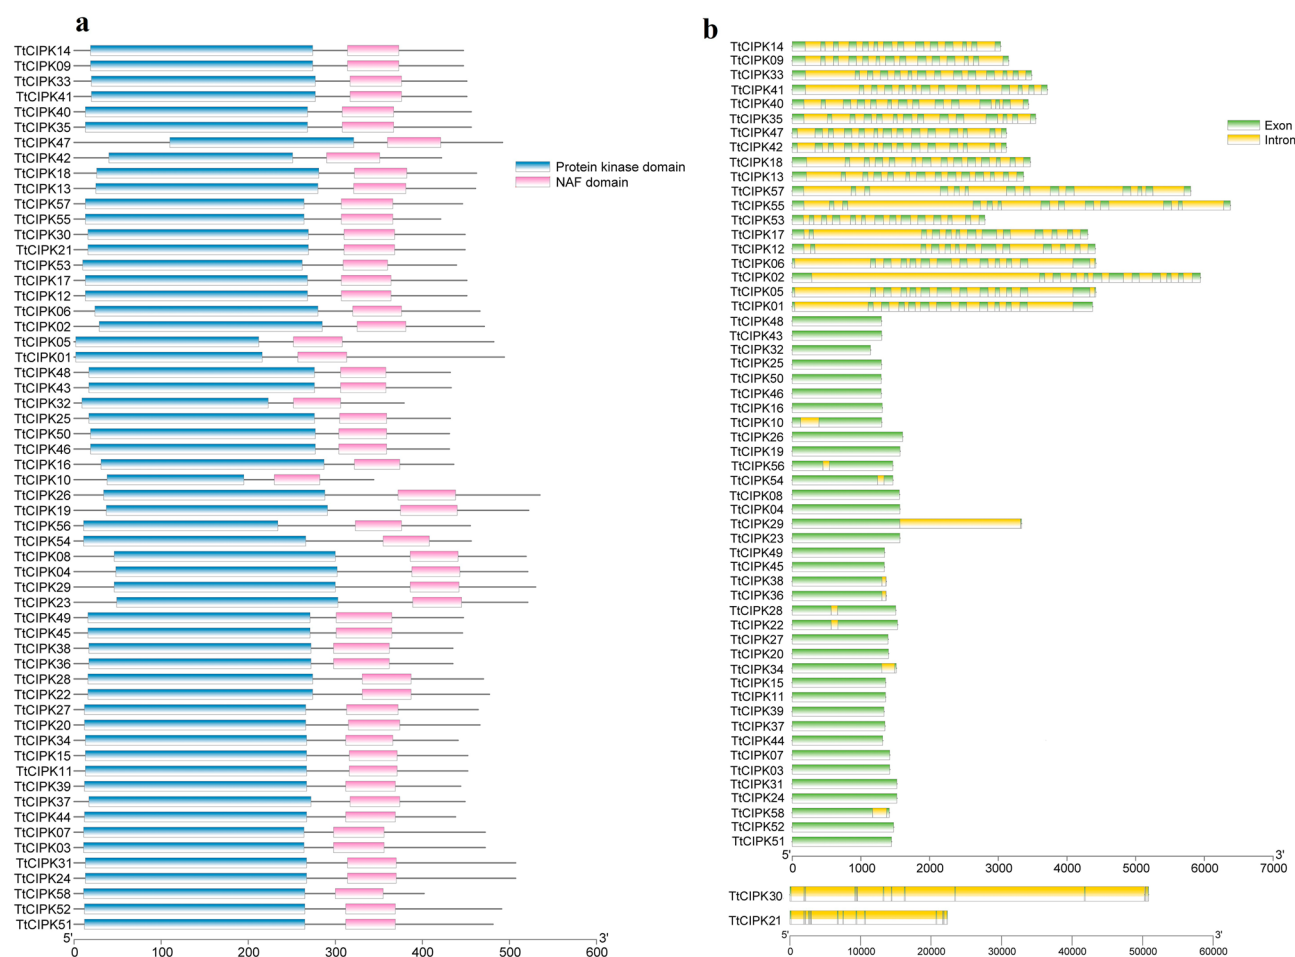 a
TtCIPK14
TtCIPK09
TtCIPK33
TtCIPK41
TtCIPK40
TtCIPK35
TtCIPK47
TtCIPK42
TtCIPK18
TtCIPK13
TtCIPK57
TtCIPK55
TtCIPK30
TtCIPK21
TtCIPK53
TtCIPK17
TtCIPK12
TtCIPK06
TtCIPK02
TtCIPK05
TtCIPK01
TtCIPK48
TtCIPK43
TtCIPK32
TtCIPK25
TtCIPK50
TtCIPK46
TtCIPK16
TtCIPK10
TtCIPK26
TtCIPK19
TtCIPK56
TtCIPK54
TtCIPK08
TtCIPK04
TtCIPK29
TtCIPK23
TtCIPK49
TtCIPK45
TtCIPK38
TtCIPK36
TtCIPK28
TtCIPK22
TtCIPK27
TtCIPK20
TtCIPK34
TtCIPK15
TtCIPK11
TtCIPK39
TtCIPK37
TtCIPK44
TtCIPK07
TtCIPK03
TtCIPK31
TtCIPK24
TtCIPK58
TtCIPK52
TtCIPK51
5' 3'
0 100 200 300 400 500 600
Protein kinase domain
NAF domain
b
TtCIPK14
TtCIPK09
TtCIPK33
TtCIPK41
TtCIPK40
TtCIPK35
TtCIPK47
TtCIPK42
TtCIPK18
TtCIPK13
TtCIPK57
TtCIPK55
TtCIPK53
TtCIPK17
TtCIPK12
TtCIPK06
TtCIPK02
TtCIPK05
TtCIPK01
TtCIPK48
TtCIPK43
TtCIPK32
TtCIPK25
TtCIPK50
TtCIPK46
TtCIPK16
TtCIPK10
TtCIPK26
TtCIPK19
TtCIPK56
TtCIPK54
TtCIPK08
TtCIPK04
TtCIPK29
TtCIPK23
TtCIPK49
TtCIPK45
TtCIPK38
TtCIPK36
TtCIPK28
TtCIPK22
TtCIPK27
TtCIPK20
TtCIPK34
TtCIPK15
TtCIPK11
TtCIPK39
TtCIPK37
TtCIPK44
TtCIPK07
TtCIPK03
TtCIPK31
TtCIPK24
TtCIPK58
TtCIPK52
TtCIPK51
5' 3'
0 1000 2000 3000 4000 5000 6000 7000
Exon
Intron
TtCIPK30
TtCIPK21
5' 3'
0 10000 20000 30000 40000 50000 60000